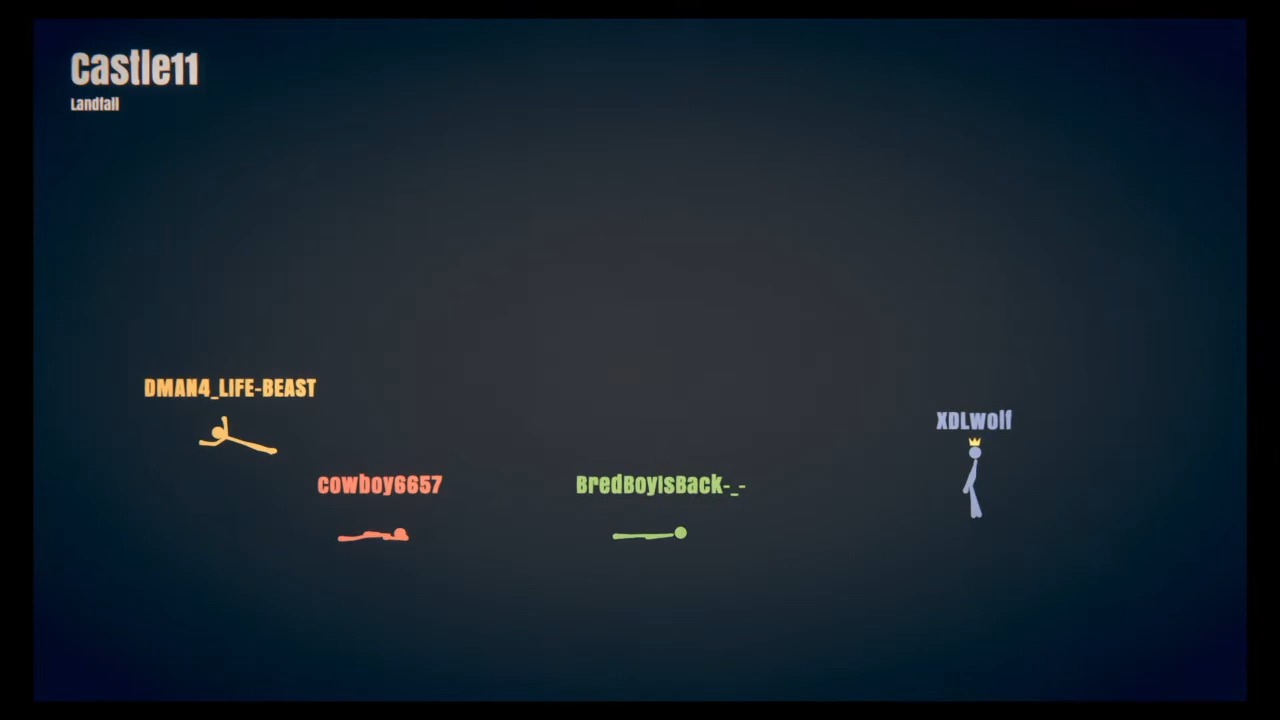 Castle11
Landfall
DMAN4_LIFE-BEAST
XDLwolf
cowboy6657
BredBoyIsBack-_-